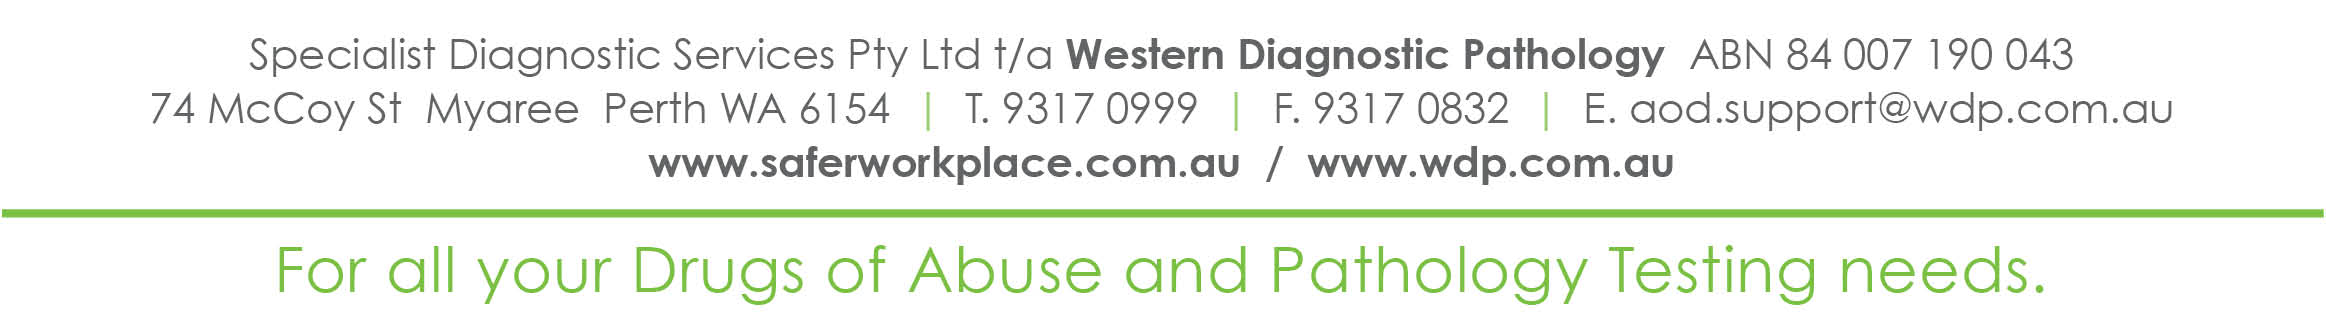 Specialist Diagnostic Services Pty Ltd t/a Western Diagnostic Pathology ABN 84 007 190 043
74 McCoy St Myaree Perth WA 6154 | T. 9317 0999 | F. 9317 0832 | E. aod.support@wdp.com.au
www.saferworkplace.com.au / www.wdp.com.au
For all your Drugs of Abuse and Pathology Testing needs.